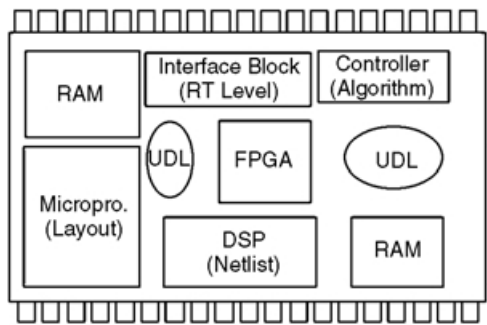 RAM
Interface Block
(RT Level)
Controller
(Algorithm)
UDL
FPGA
UDL
Micropro.
(Layout)
DSP
(Netlist)
RAM